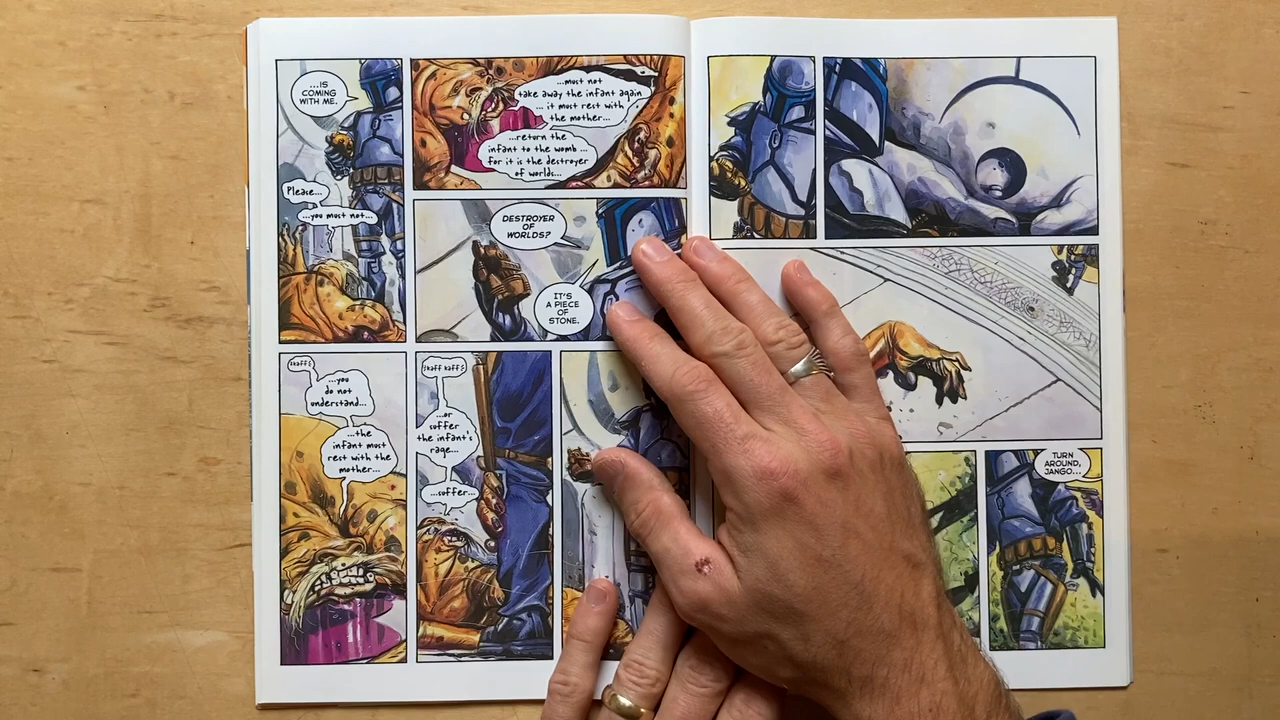 ...IS
COMING
WITH ME.
Please...
...you must not...
...must not
take away the infant again
... it must rest with
the mother...
...return the
infant to the womb ...
for it is the destroyer
of worlds...
DESTROYER
OF
WORLDS?
IT'S
A PIECE
OF
STONE.
...you
do not
understand...
...the
infant must
rest with the
mother...
...or
suffer
the infant's
rage...
...suffer...
TURN
AROUND,
JANGO...